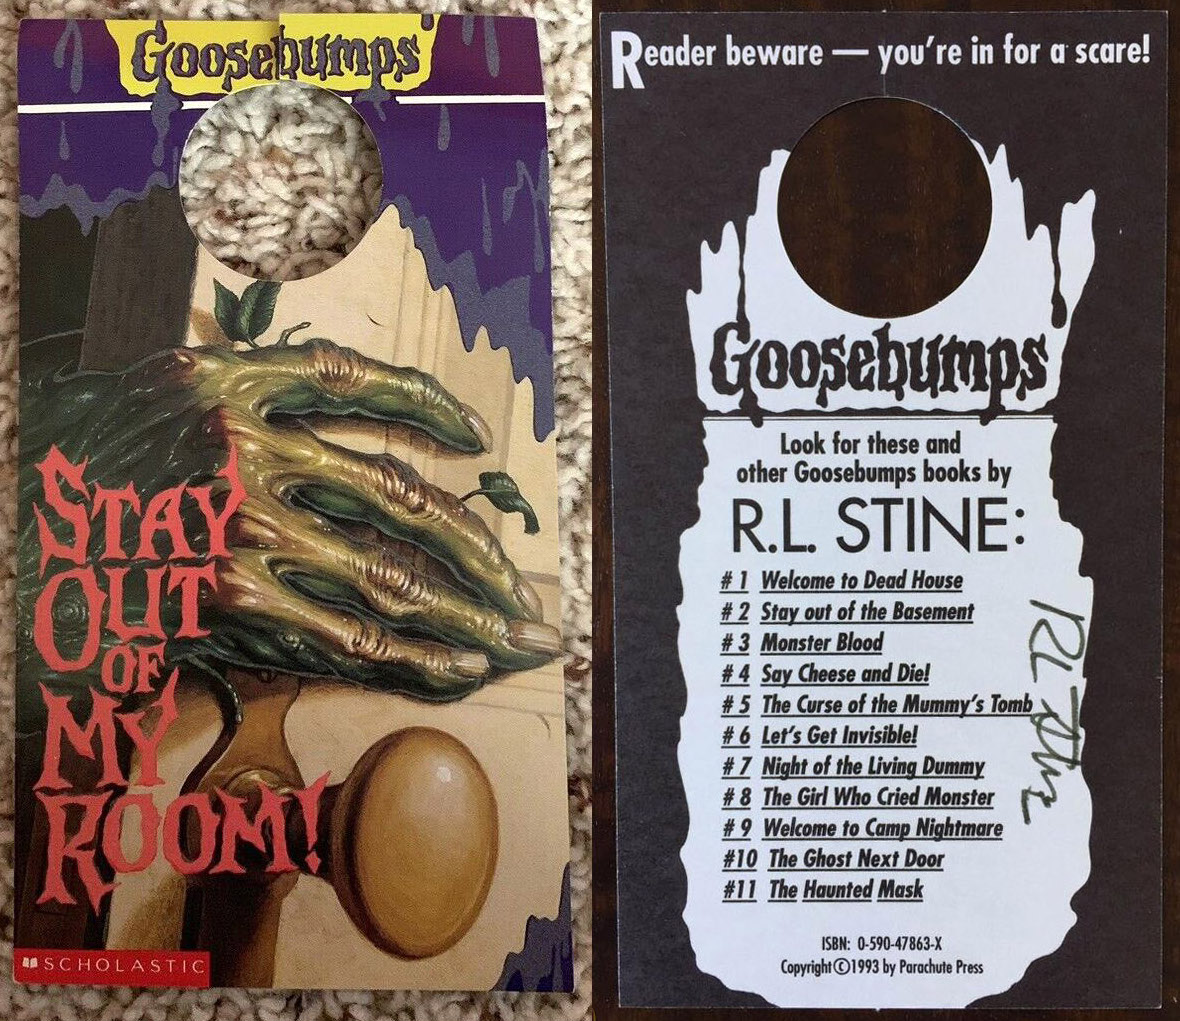 Goosebumps
STAY
OUT
OF
MY
ROOM!
SCHOLASTIC
Reader beware — you're in for a scare!
Goosebumps
Look for these and
other Goosebumps books by
R.L. STINE:
#1 Welcome to Dead House
#2 Stay out of the Basement
#3 Monster Blood
#4 Say Cheese and Die!
#5 The Curse of the Mummy's Tomb
#6 Let's Get Invisible!
#7 Night of the Living Dummy
#8 The Girl Who Cried Monster
#9 Welcome to Camp Nightmare
#10 The Ghost Next Door
#11 The Haunted Mask
RL Stine
ISBN: 0-590-47863-X
Copyright©1993 by Parachute Press